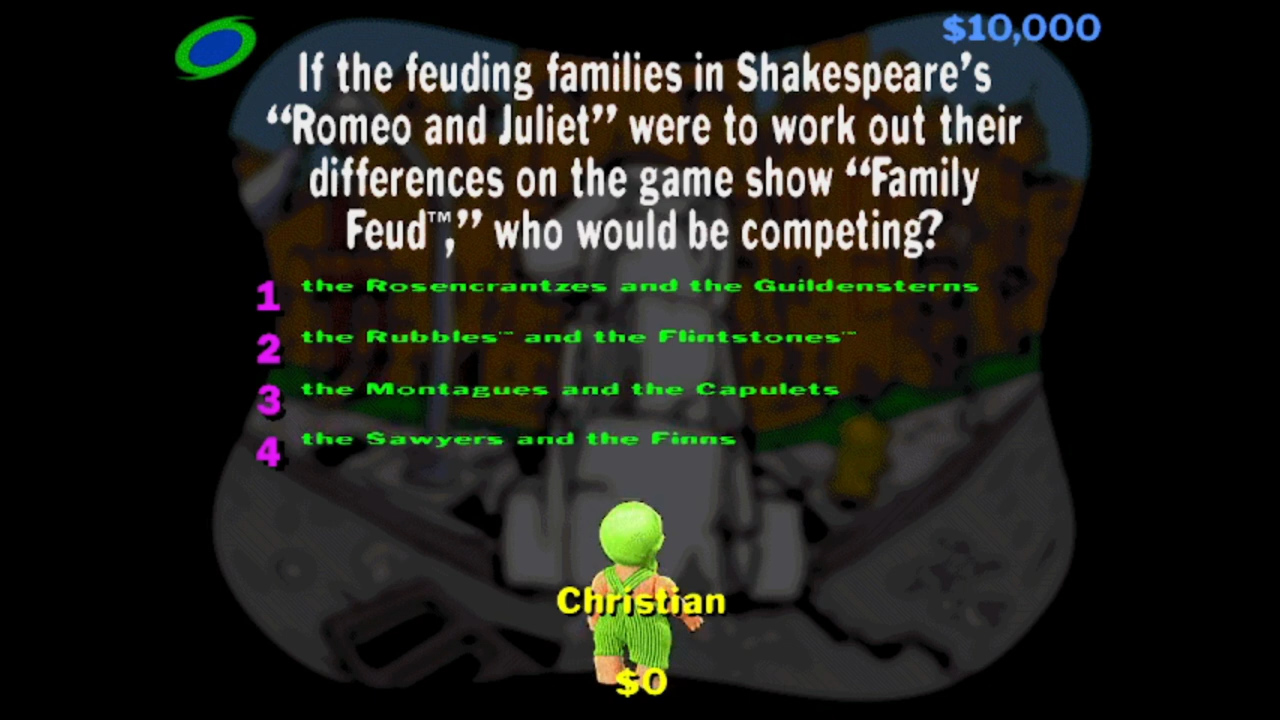 $10,000
If the feuding families in Shakespeare's
“Romeo and Juliet” were to work out their
differences on the game show “Family
Feud™,” who would be competing?
1 the Rosencrantzes and the Guildensterns
2 the Rubbles™ and the Flintstones™
3 the Montagues and the Capulets
4 the Sawyers and the Finns
Christian
$0